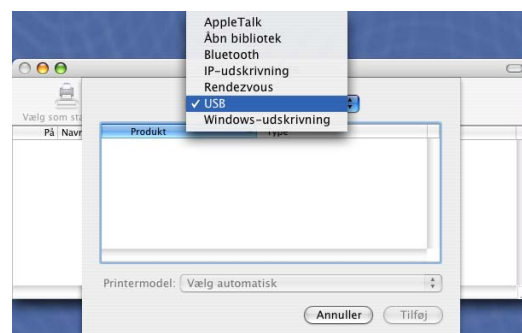 AppleTalk
Åbn bibliotek
Bluetooth
IP-udskrivning
Rendezvous
✓ USB
Windows-udskrivning
Vælg som sta
På Navn
Produkt Type
Printermodel: Vælg automatisk
Annuller Tilføj